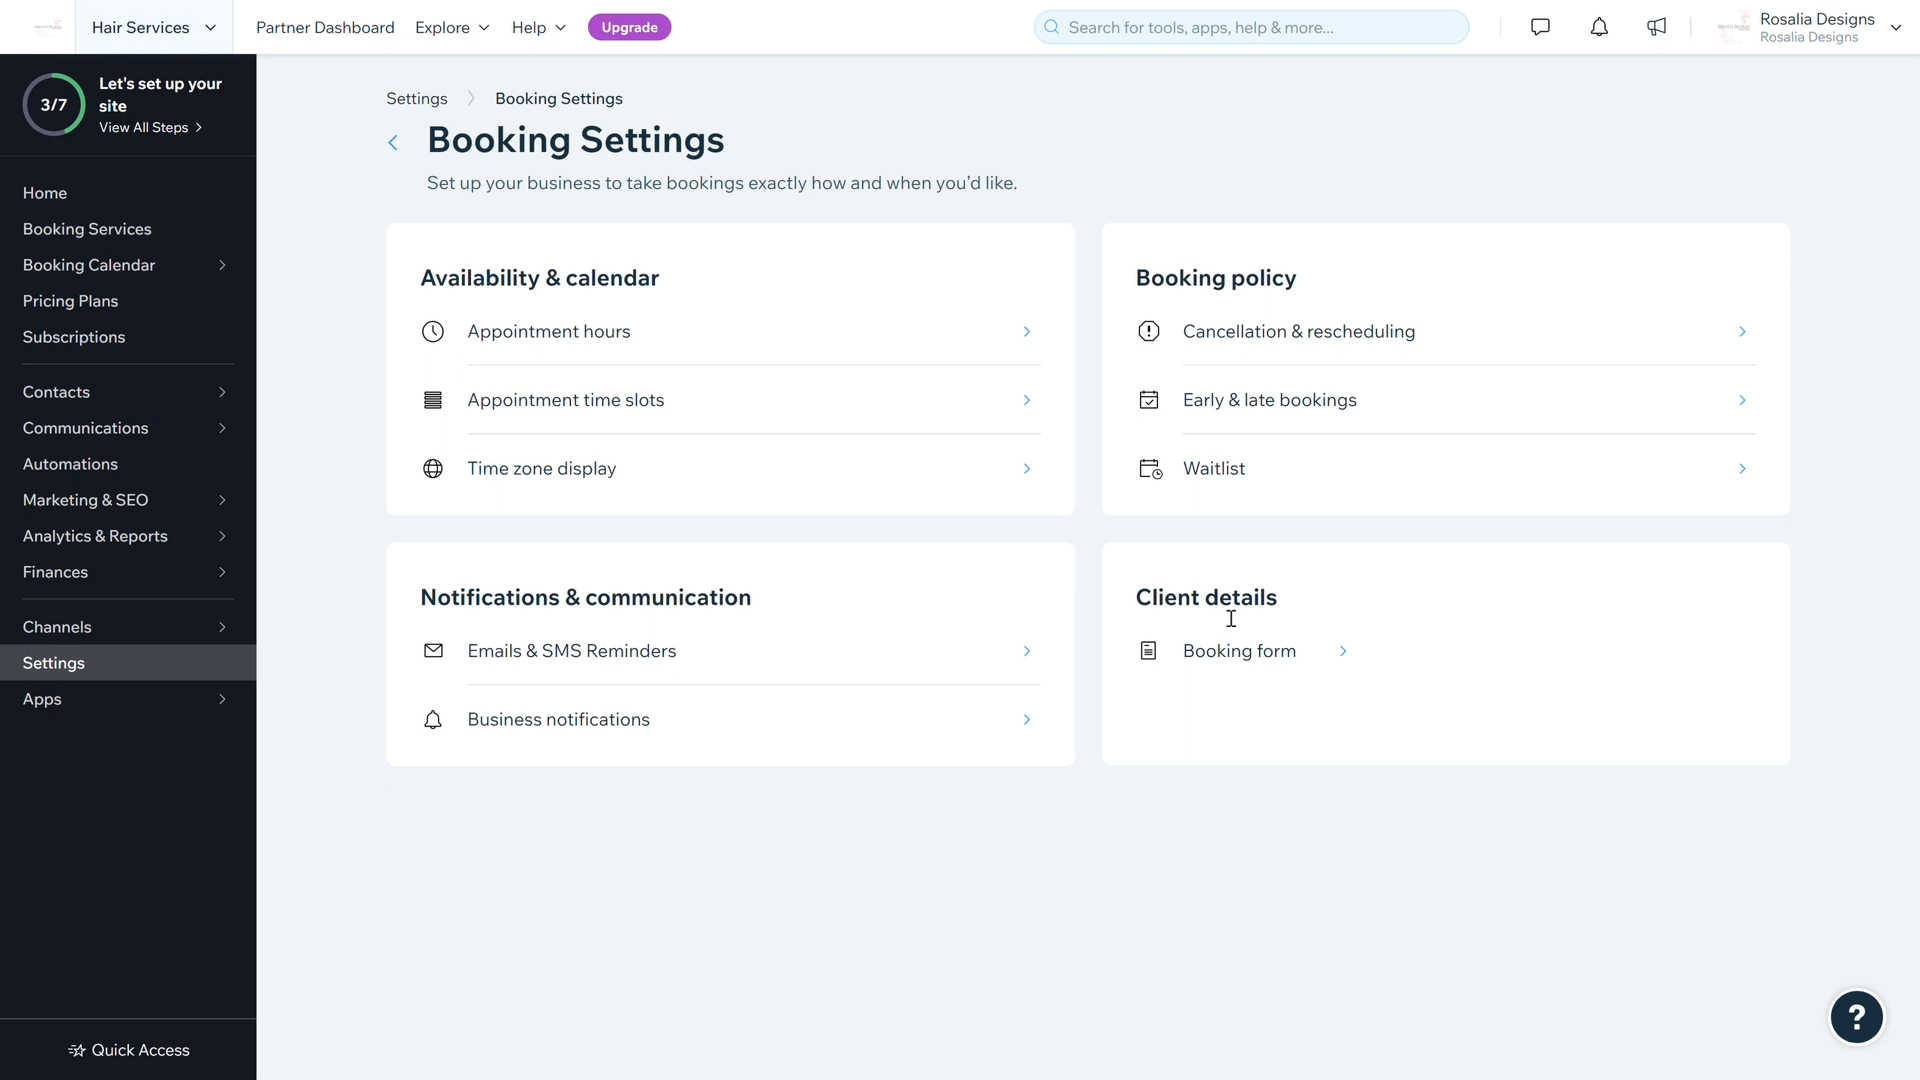 Hair Services
Partner Dashboard
Explore
Help
Upgrade
Search for tools, apps, help & more...
Rosalia Designs
Rosalia Designs
3/7
Let's set up your
site
View All Steps
Home
Booking Services
Booking Calendar
Pricing Plans
Subscriptions
Contacts
Communications
Automations
Marketing & SEO
Analytics & Reports
Finances
Channels
Settings
Apps
Quick Access
Settings
Booking Settings
Booking Settings
Set up your business to take bookings exactly how and when you’d like.
Availability & calendar
Appointment hours
Appointment time slots
Time zone display
Booking policy
Cancellation & rescheduling
Early & late bookings
Waitlist
Notifications & communication
Emails & SMS Reminders
Business notifications
Client details
Booking form
?